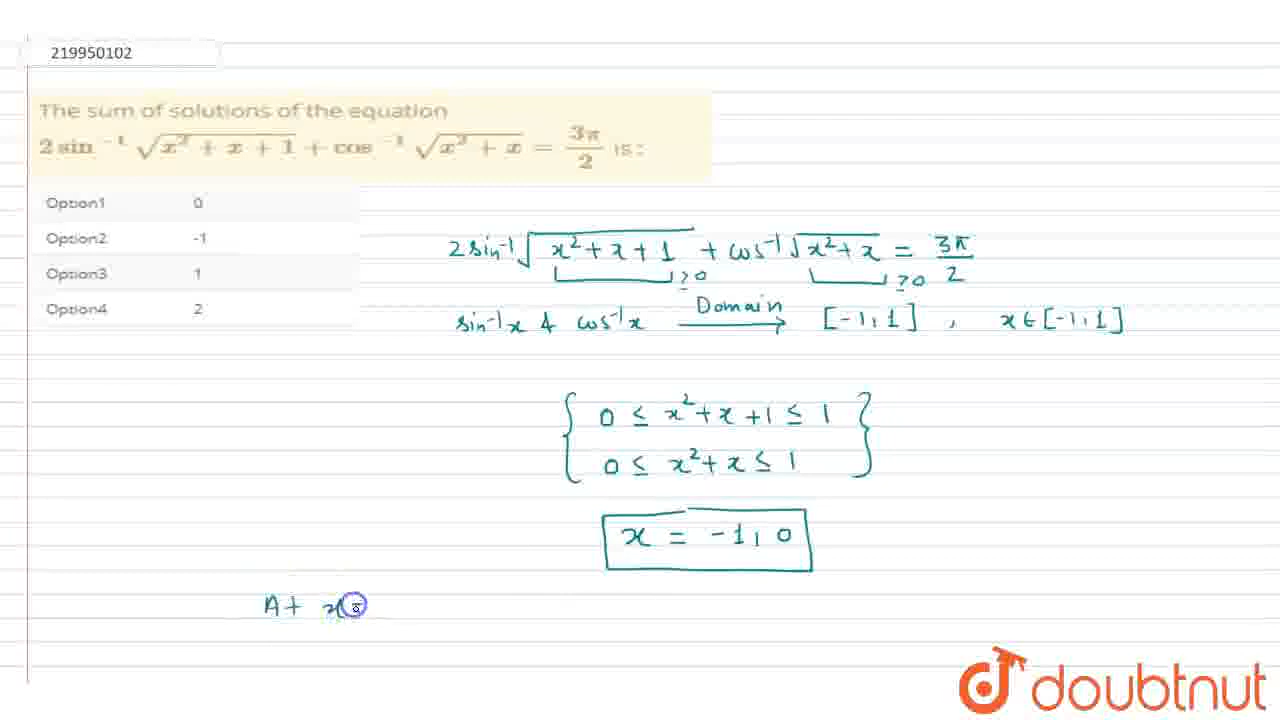 219950102
The sum of solutions of the equation
2 sin⁻¹ √(x² + x + 1) + cos⁻¹ √(x² + x) = 3π/2 is :
Option1 0
Option2 -1
Option3 1
Option4 2
2 sin⁻¹ √(x² + x + 1) + cos⁻¹ √(x² + x) = 3π/2
≥0 ≥0
sin⁻¹x & cos⁻¹x Domain → [-1, 1] , x ∈ [-1, 1]
{ 0 ≤ x² + x + 1 ≤ 1 }
{ 0 ≤ x² + x ≤ 1 }
x = -1, 0
At x =
doubtnut